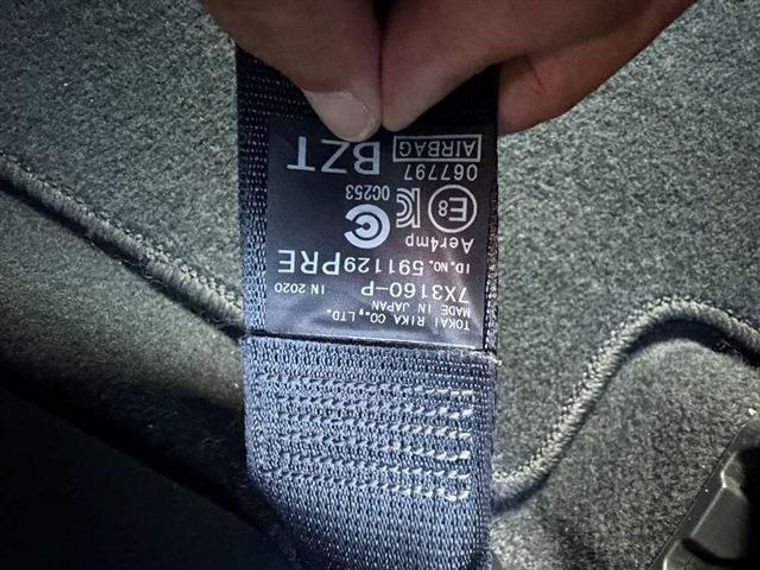 TOKAI RIKA CO.,LTD.
MADE IN JAPAN
7X3160-P IN 2020
ID.NO.591129PRE
Aer4mp
E8
0C253
067797
AIRBAG BZT